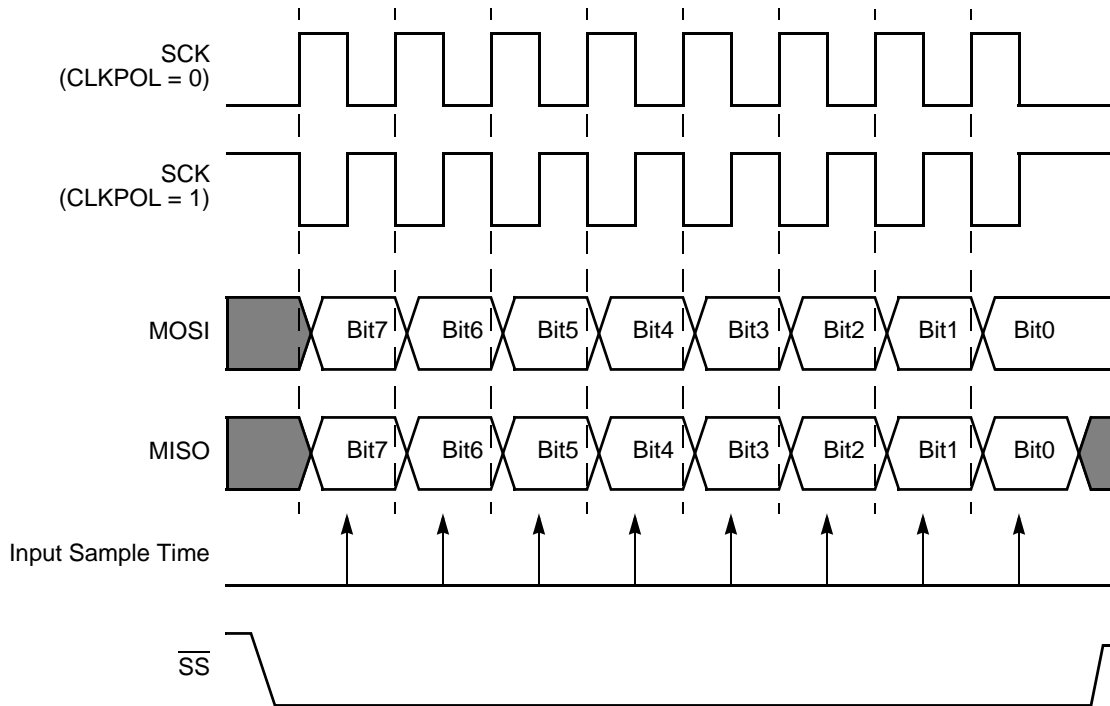 SCK
(CLKPOL = 0)
SCK
(CLKPOL = 1)
MOSI
Bit7 Bit6 Bit5 Bit4 Bit3 Bit2 Bit1 Bit0
MISO
Bit7 Bit6 Bit5 Bit4 Bit3 Bit2 Bit1 Bit0
Input Sample Time
SS